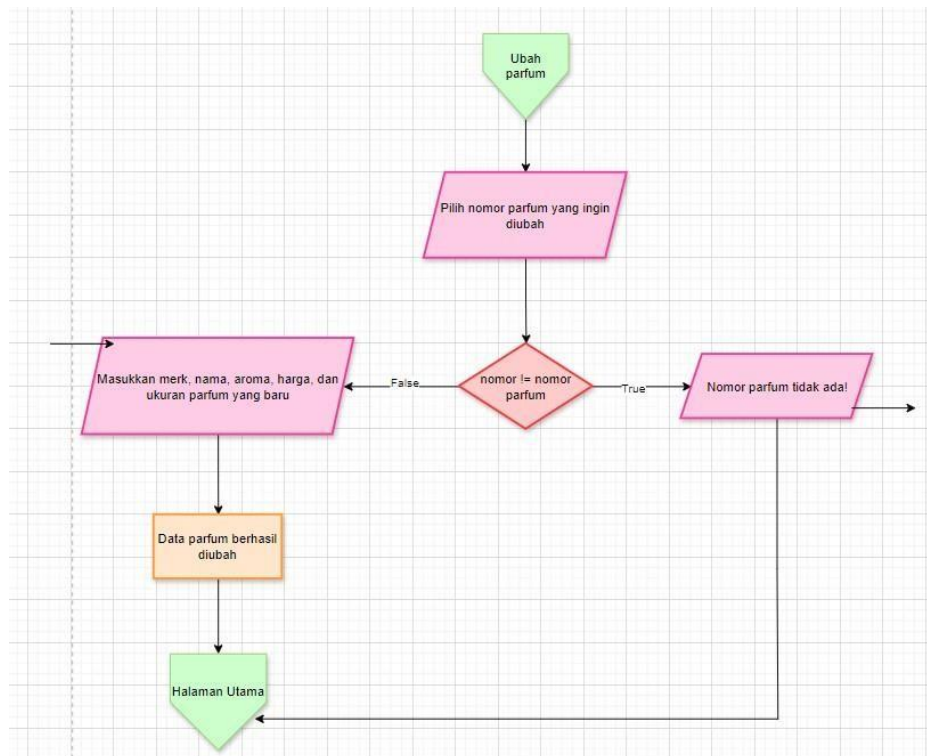 Ubah
parfum
Pilih nomor parfum yang ingin
diubah
nomor != nomor
parfum
False
True
Masukkan merk, nama, aroma, harga, dan
ukuran parfum yang baru
Nomor parfum tidak ada!
Data parfum berhasil
diubah
Halaman Utama